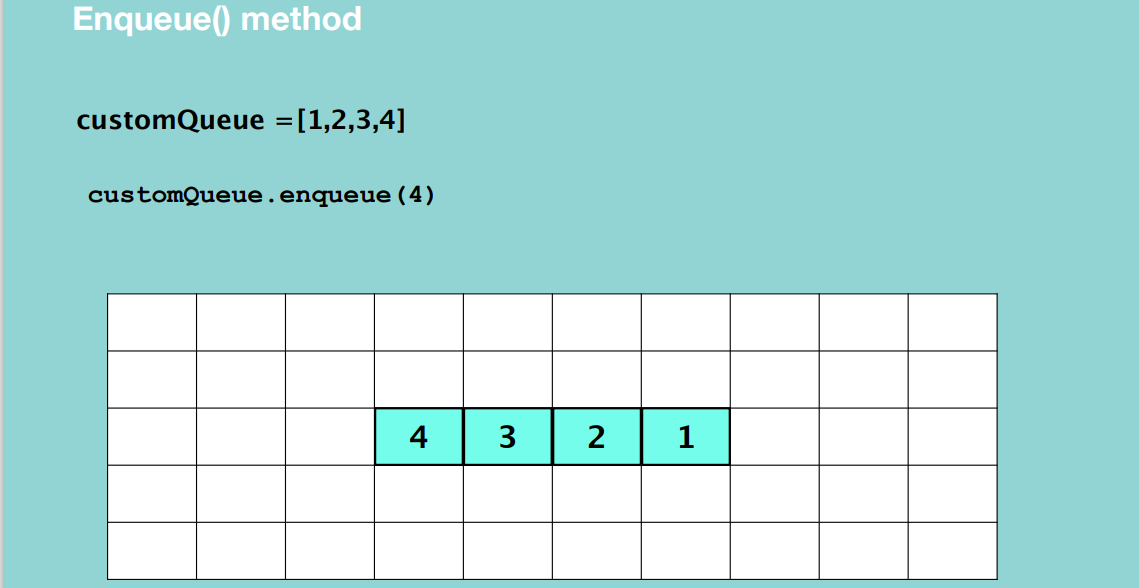 Enqueue() method
customQueue =[1,2,3,4]
customQueue.enqueue(4)
4 3 2 1